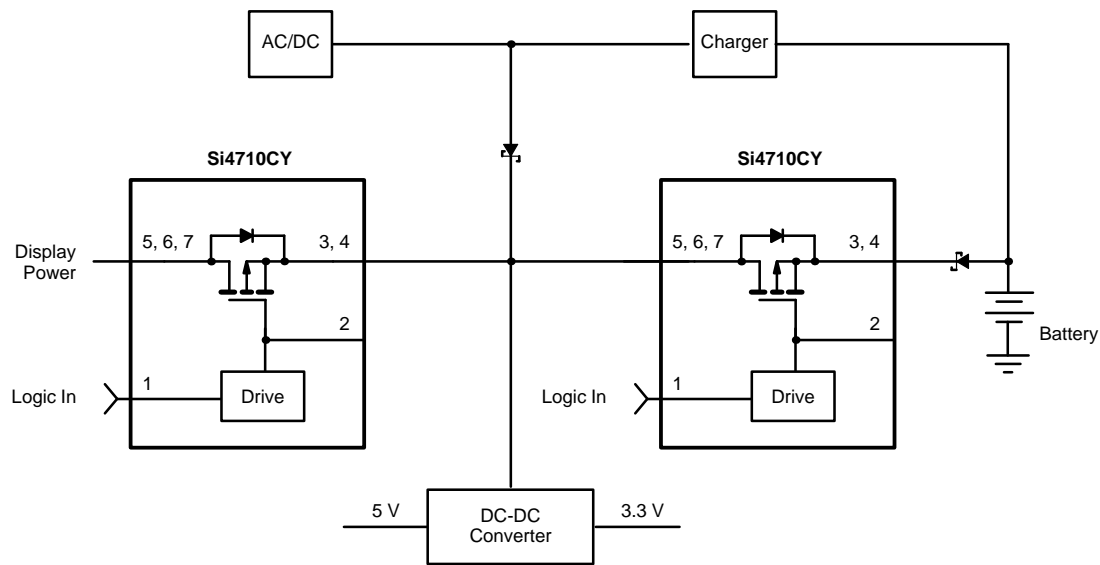 AC/DC
Charger
Si4710CY
Si4710CY
Display
Power
5, 6, 7
3, 4
5, 6, 7
3, 4
2
2
Battery
Logic In
1
Drive
Logic In
1
Drive
5 V
DC-DC
Converter
3.3 V